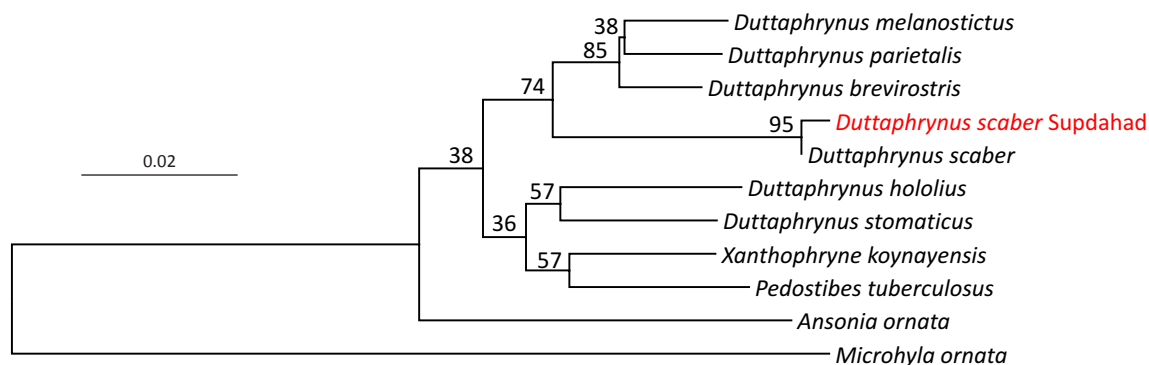 38
Duttaphrynus melanostictus
85
Duttaphrynus parietalis
74
Duttaphrynus brevirostris
95
Duttaphrynus scaber Supdahad
0.02
38
Duttaphrynus scaber
57
Duttaphrynus hololius
36
Duttaphrynus stomaticus
57
Xanthophryne koynayensis
Pedostibes tuberculosus
Ansonia ornata
Microhyla ornata